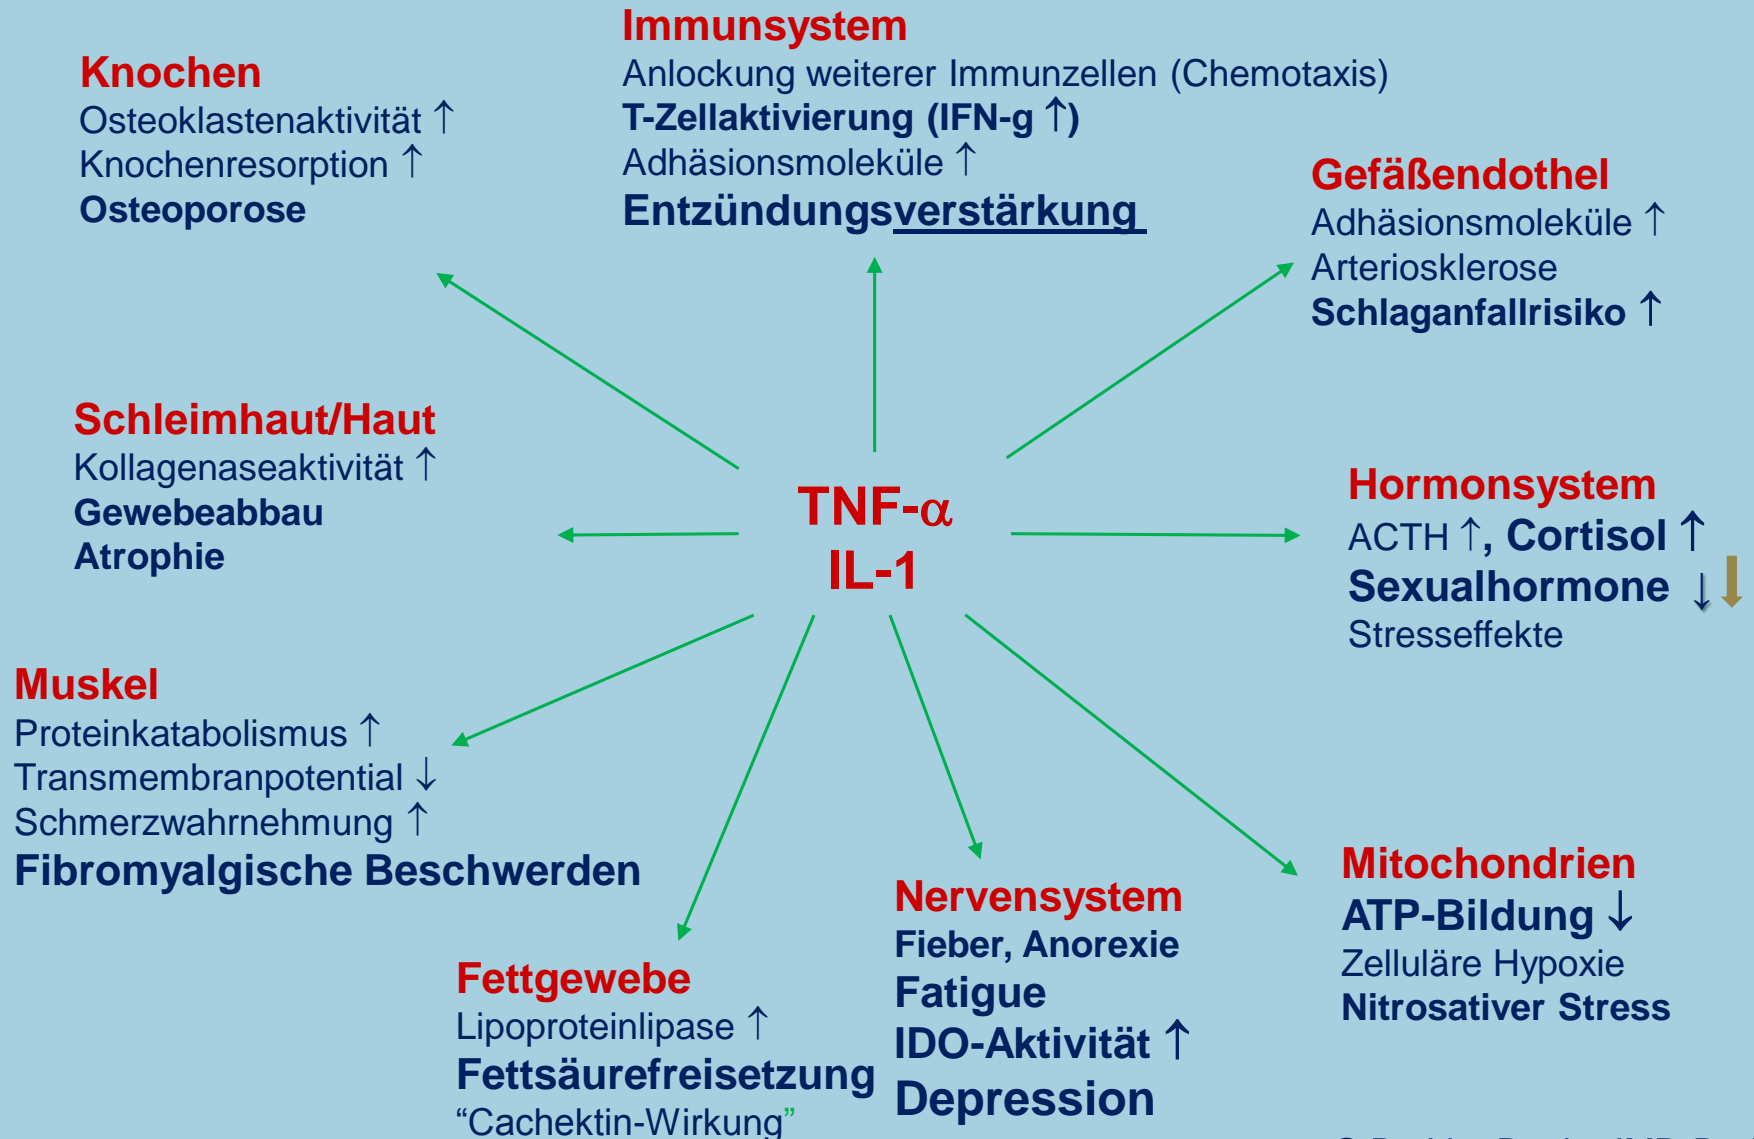 Immunsystem
Anlockung weiterer Immunzellen (Chemotaxis)
T-Zellaktivierung (IFN-g ↑)
Adhäsionsmoleküle ↑
Entzündungsverstärkung
Knochen
Osteoklastenaktivität ↑
Knochenresorption ↑
Osteoporose
Gefäßendothel
Adhäsionsmoleküle ↑
Arteriosklerose
Schlaganfallrisiko ↑
Schleimhaut/Haut
Kollagenaseaktivität ↑
Gewebeabbau
Atrophie
TNF-α
IL-1
Hormonsystem
ACTH ↑, Cortisol ↑
Sexualhormone ↓
Stresseffekte
Muskel
Proteinkatabolismus ↑
Transmembranpotential ↓
Schmerzwahrnehmung ↑
Fibromyalgische Beschwerden
Fettgewebe
Lipoproteinlipase ↑
Fettsäurefreisetzung
“Cachektin-Wirkung”
Nervensystem
Fieber, Anorexie
Fatigue
IDO-Aktivität ↑
Depression
Mitochondrien
ATP-Bildung ↓
Zelluläre Hypoxie
Nitrosativer Stress